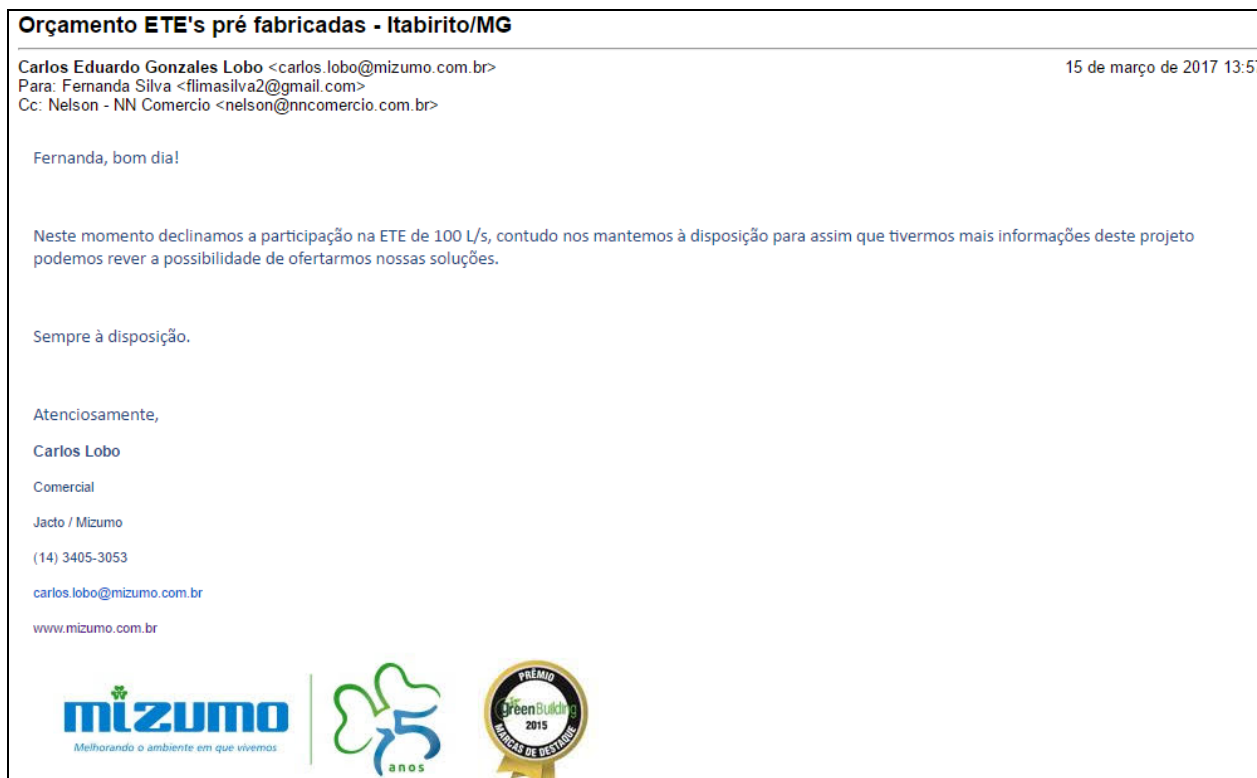 Orçamento ETE's pré fabricadas - Itabirito/MG
Carlos Eduardo Gonzales Lobo <carlos.lobo@mizumo.com.br>
15 de março de 2017 13:57
Para: Fernanda Silva <flimasilva2@gmail.com>
Cc: Nelson - NN Comercio <nelson@nncomercio.com.br>
Fernanda, bom dia!
Neste momento declinamos a participação na ETE de 100 L/s, contudo nos mantemos à disposição para assim que tivermos mais informações deste projeto
podemos rever a possibilidade de ofertarmos nossas soluções.
Sempre à disposição.
Atenciosamente,
Carlos Lobo
Comercial
Jacto / Mizumo
(14) 3405-3053
carlos.lobo@mizumo.com.br
www.mizumo.com.br
mizumo
Melhorando o ambiente em que vivemos
15
anos
PRÊMIO
GreenBuilding
2015
MARCAS DE DESTAQUE